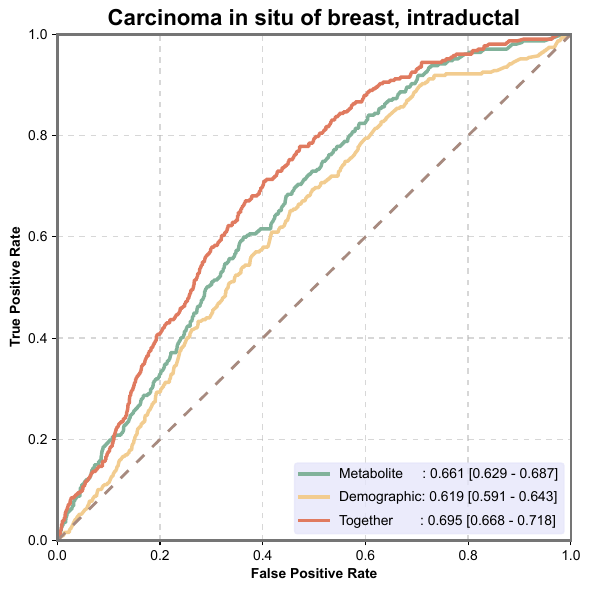 Carcinoma in situ of breast, intraductal
1.0
0.8
0.6
0.4
0.2
0.0
True Positive Rate
Metabolite : 0.661 [0.629 - 0.687]
Demographic: 0.619 [0.591 - 0.643]
Together : 0.695 [0.668 - 0.718]
0.0 0.2 0.4 0.6 0.8 1.0
False Positive Rate